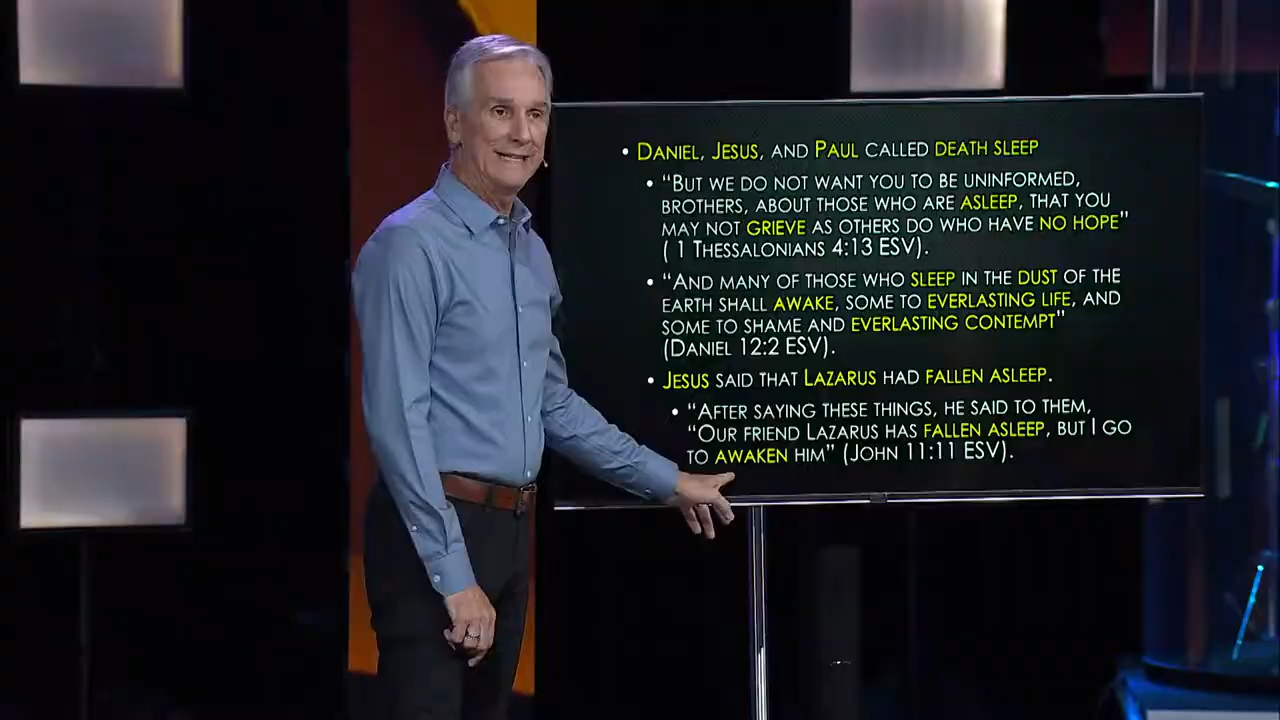 • DANIEL, JESUS, AND PAUL CALLED DEATH SLEEP
• “BUT WE DO NOT WANT YOU TO BE UNINFORMED,
BROTHERS, ABOUT THOSE WHO ARE ASLEEP, THAT YOU
MAY NOT GRIEVE AS OTHERS DO WHO HAVE NO HOPE”
( 1 THESSALONIANS 4:13 ESV).
• “AND MANY OF THOSE WHO SLEEP IN THE DUST OF THE
EARTH SHALL AWAKE, SOME TO EVERLASTING LIFE, AND
SOME TO SHAME AND EVERLASTING CONTEMPT”
(DANIEL 12:2 ESV).
• JESUS SAID THAT LAZARUS HAD FALLEN ASLEEP.
• “AFTER SAYING THESE THINGS, HE SAID TO THEM,
“OUR FRIEND LAZARUS HAS FALLEN ASLEEP, BUT I GO
TO AWAKEN HIM” (JOHN 11:11 ESV).